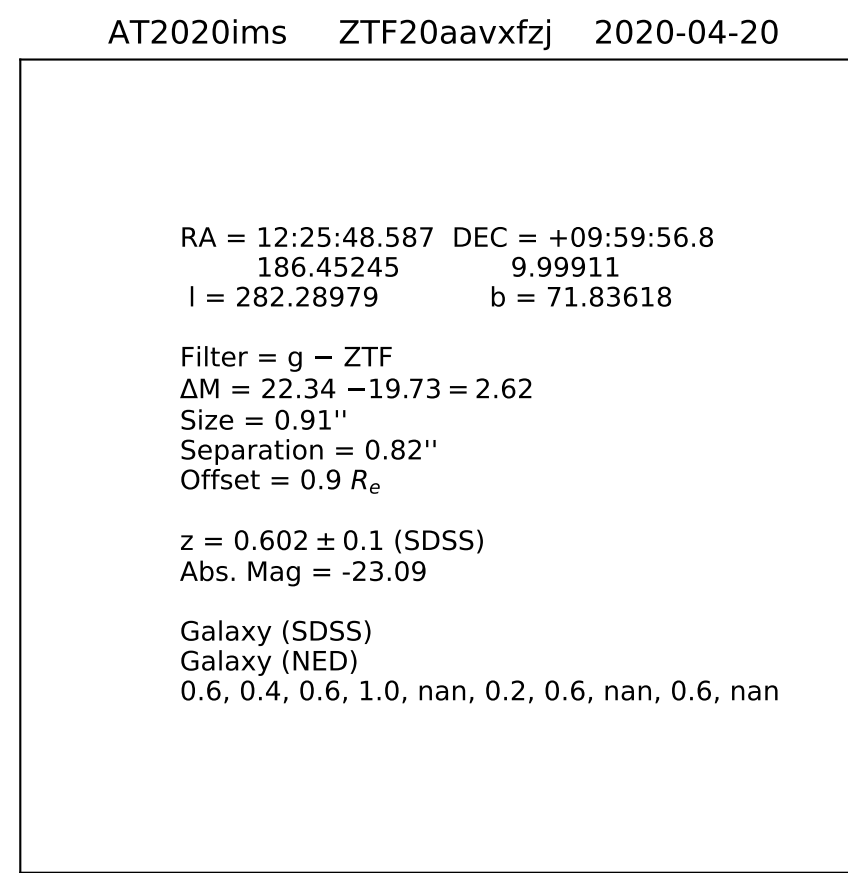 AT2020ims ZTF20aavxfzj 2020-04-20
RA = 12:25:48.587 DEC = +09:59:56.8
186.45245 9.99911
l = 282.28979 b = 71.83618
Filter = g − ZTF
ΔM = 22.34 −19.73 = 2.62
Size = 0.91''
Separation = 0.82''
Offset = 0.9 Rₑ
z = 0.602 ± 0.1 (SDSS)
Abs. Mag = -23.09
Galaxy (SDSS)
Galaxy (NED)
0.6, 0.4, 0.6, 1.0, nan, 0.2, 0.6, nan, 0.6, nan